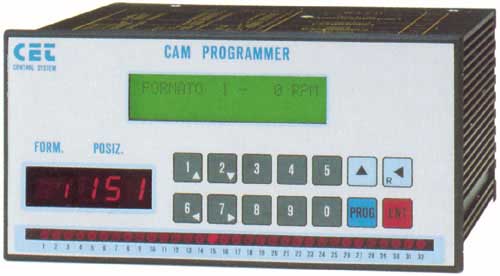 CET
CONTROL SYSTEM
CAM PROGRAMMER
FORMATO 1 - 0 RPM
FORM. POSIZ.
1 151
1 2 3 4 5
R
6 7 8 9 0 PROG ENT
1 2 3 4 5 6 7 8 9 10 11 12 13 14 15 16 17 18 19 20 21 22 23 24 25 26 27 28 29 30 31 32